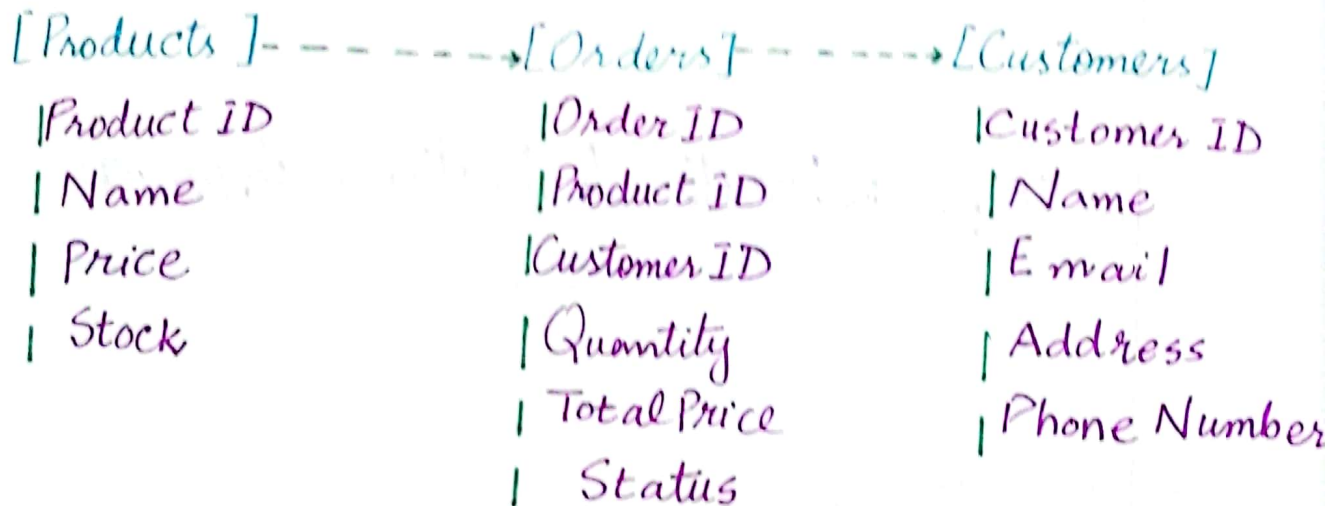 [Products]--------→[Orders]-------→[Customers]
|Product ID |Order ID |Customer ID
| Name |Product ID | Name
| Price |Customer ID | Email
| Stock | Quantity | Address
| Total Price | Phone Number
| Status